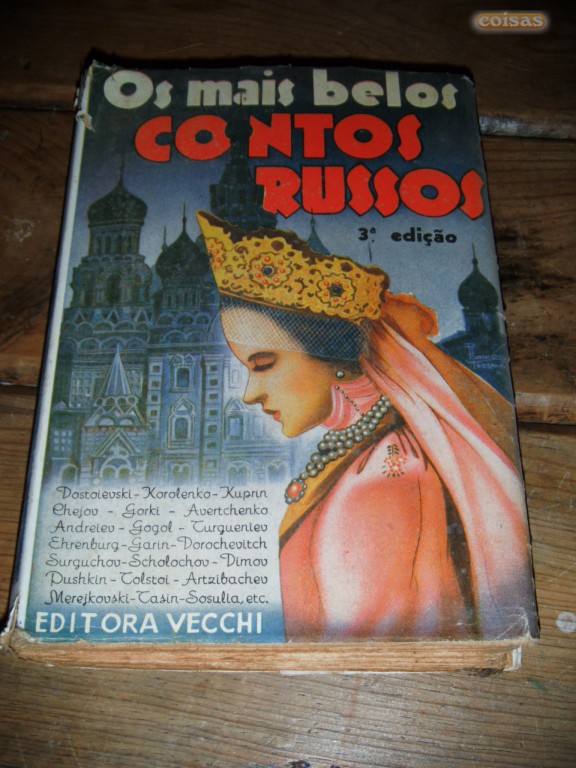 coisas
Os mais belos
CONTOS
RUSSOS
3ª edição
Dostoievski-Korolenko-Kuprin
Chejov - Gorki - Avertchenko
Andreiev - Gogol - Turgueniev
Ehrenburg-Garin-Dorochevitch
Surguchov-Scholochov-Dimov
Pushkin-Tolstoi-Artzibachev
Merejkovski-Tasin-Sosulia, etc.
EDITORA VECCHI